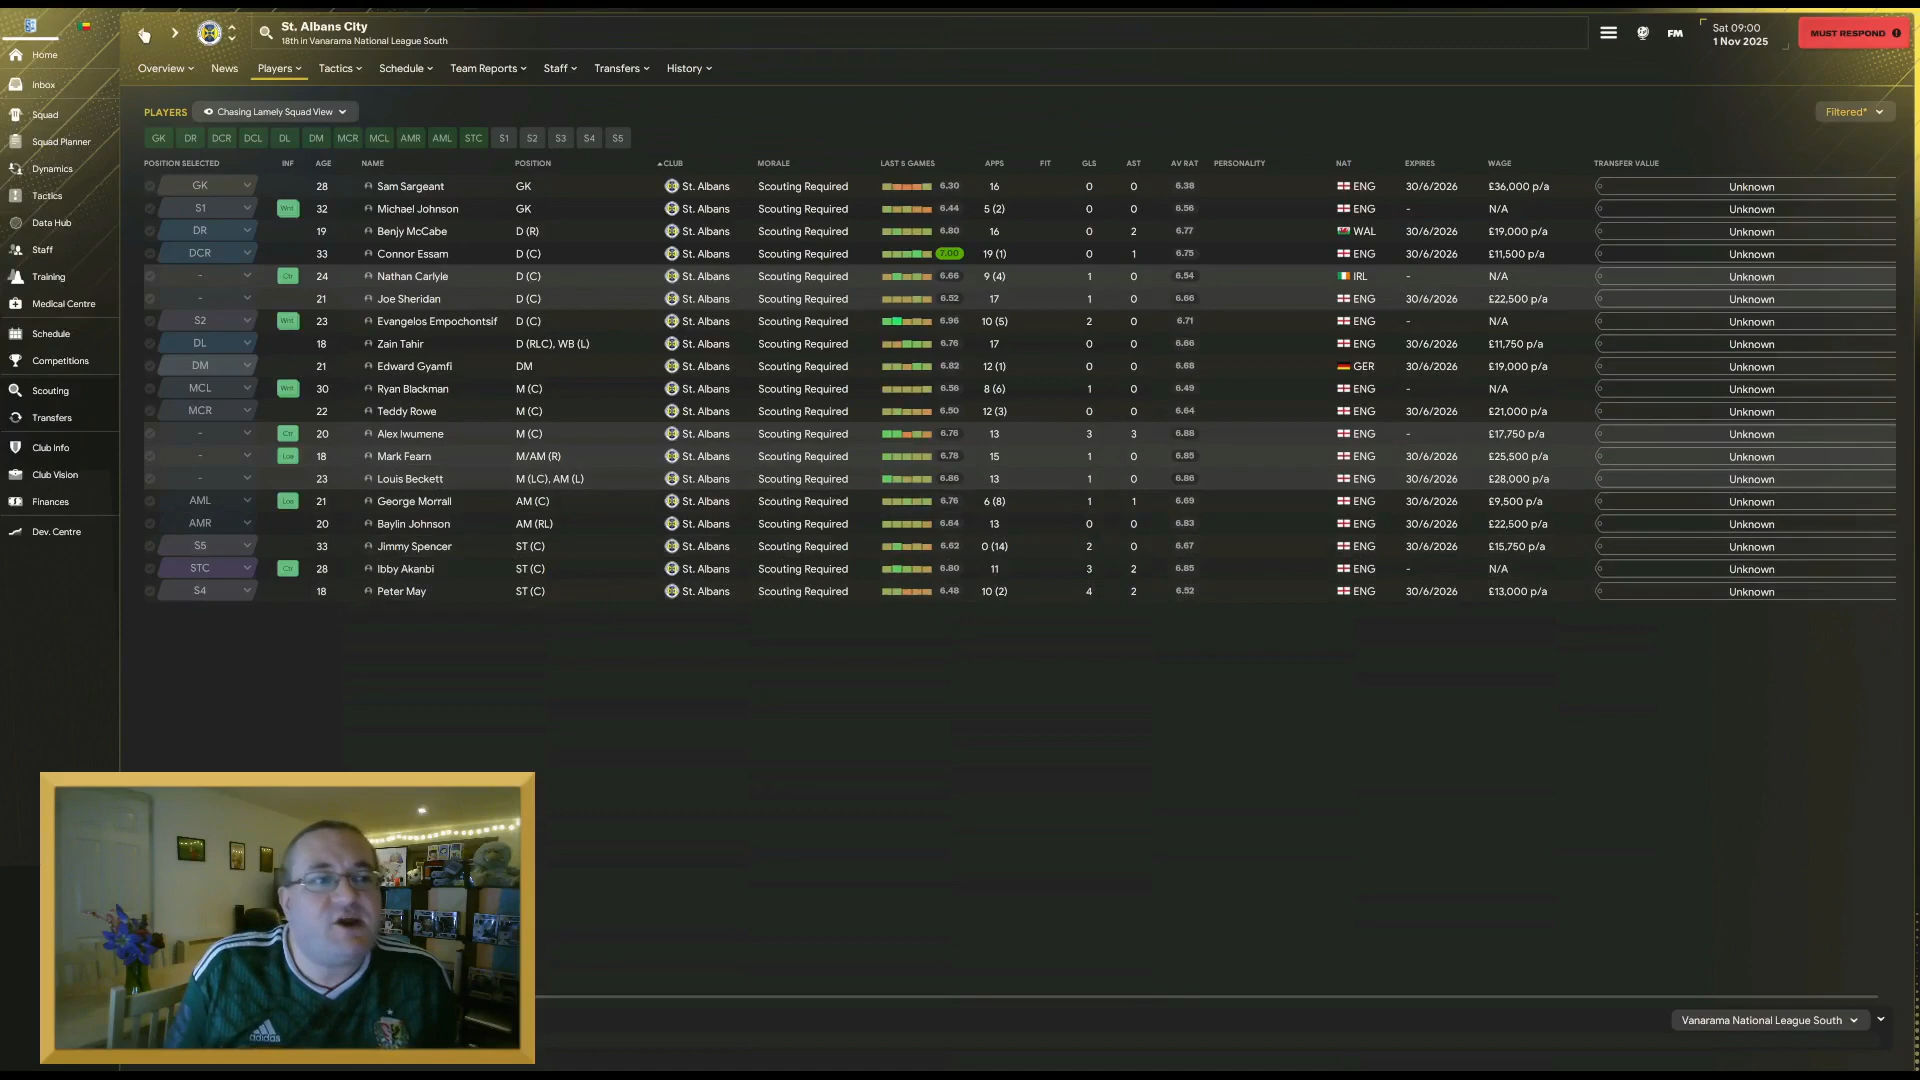 St. Albans City
18th in Vanarama National League South
FM
Sat 09:00
1 Nov 2025
MUST RESPOND
Home
Inbox
Squad
Squad Planner
Dynamics
Tactics
Data Hub
Staff
Training
Medical Centre
Schedule
Competitions
Scouting
Transfers
Club Info
Club Vision
Finances
Dev. Centre
Overview News Players Tactics Schedule Team Reports Staff Transfers History
PLAYERS Chasing Lamely Squad View Filtered*
GK DR DCR DCL DL DM MCR MCL AMR AML STC S1 S2 S3 S4 S5
POSITION SELECTED INF AGE NAME POSITION CLUB MORALE LAST 5 GAMES APPS FIT GLS AST AV RAT PERSONALITY NAT EXPIRES WAGE TRANSFER VALUE
GK 28 Sam Sargeant GK St. Albans Scouting Required 6.30 16 0 0 6.38 ENG 30/6/2026 £36,000 p/a Unknown
S1 Wnt 32 Michael Johnson GK St. Albans Scouting Required 6.44 5 (2) 0 0 6.56 ENG - N/A Unknown
DR 19 Benjy McCabe D (R) St. Albans Scouting Required 6.80 16 0 2 6.77 WAL 30/6/2026 £19,000 p/a Unknown
DCR 33 Connor Essam D (C) St. Albans Scouting Required 7.00 19 (1) 0 1 6.75 ENG 30/6/2026 £11,500 p/a Unknown
- Ctr 24 Nathan Carlyle D (C) St. Albans Scouting Required 6.66 9 (4) 1 0 6.54 IRL - N/A Unknown
- 21 Joe Sheridan D (C) St. Albans Scouting Required 6.52 17 1 0 6.66 ENG 30/6/2026 £22,500 p/a Unknown
S2 Wnt 23 Evangelos Empochontsif D (C) St. Albans Scouting Required 6.96 10 (5) 2 0 6.71 ENG - N/A Unknown
DL 18 Zain Tahir D (RLC), WB (L) St. Albans Scouting Required 6.76 17 0 0 6.66 ENG 30/6/2026 £11,750 p/a Unknown
DM 21 Edward Gyamfi DM St. Albans Scouting Required 6.82 12 (1) 0 0 6.68 GER 30/6/2026 £19,000 p/a Unknown
MCL Wnt 30 Ryan Blackman M (C) St. Albans Scouting Required 6.56 8 (6) 1 0 6.49 ENG - N/A Unknown
MCR 22 Teddy Rowe M (C) St. Albans Scouting Required 6.50 12 (3) 0 0 6.64 ENG 30/6/2026 £21,000 p/a Unknown
- Ctr 20 Alex Iwumene M (C) St. Albans Scouting Required 6.76 13 3 3 6.88 ENG - £17,750 p/a Unknown
- Loa 18 Mark Fearn M/AM (R) St. Albans Scouting Required 6.78 15 1 0 6.85 ENG 30/6/2026 £25,500 p/a Unknown
- 23 Louis Beckett M (LC), AM (L) St. Albans Scouting Required 6.86 13 1 0 6.86 ENG 30/6/2026 £28,000 p/a Unknown
AML Loa 21 George Morrall AM (C) St. Albans Scouting Required 6.76 6 (8) 1 1 6.69 ENG 30/6/2026 £9,500 p/a Unknown
AMR 20 Baylin Johnson AM (RL) St. Albans Scouting Required 6.64 13 0 0 6.83 ENG 30/6/2026 £22,500 p/a Unknown
S5 33 Jimmy Spencer ST (C) St. Albans Scouting Required 6.62 0 (14) 2 0 6.67 ENG 30/6/2026 £15,750 p/a Unknown
STC Ctr 28 Ibby Akanbi ST (C) St. Albans Scouting Required 6.80 11 3 2 6.85 ENG - N/A Unknown
S4 18 Peter May ST (C) St. Albans Scouting Required 6.48 10 (2) 4 2 6.52 ENG 30/6/2026 £13,000 p/a Unknown
adidas
Vanarama National League South